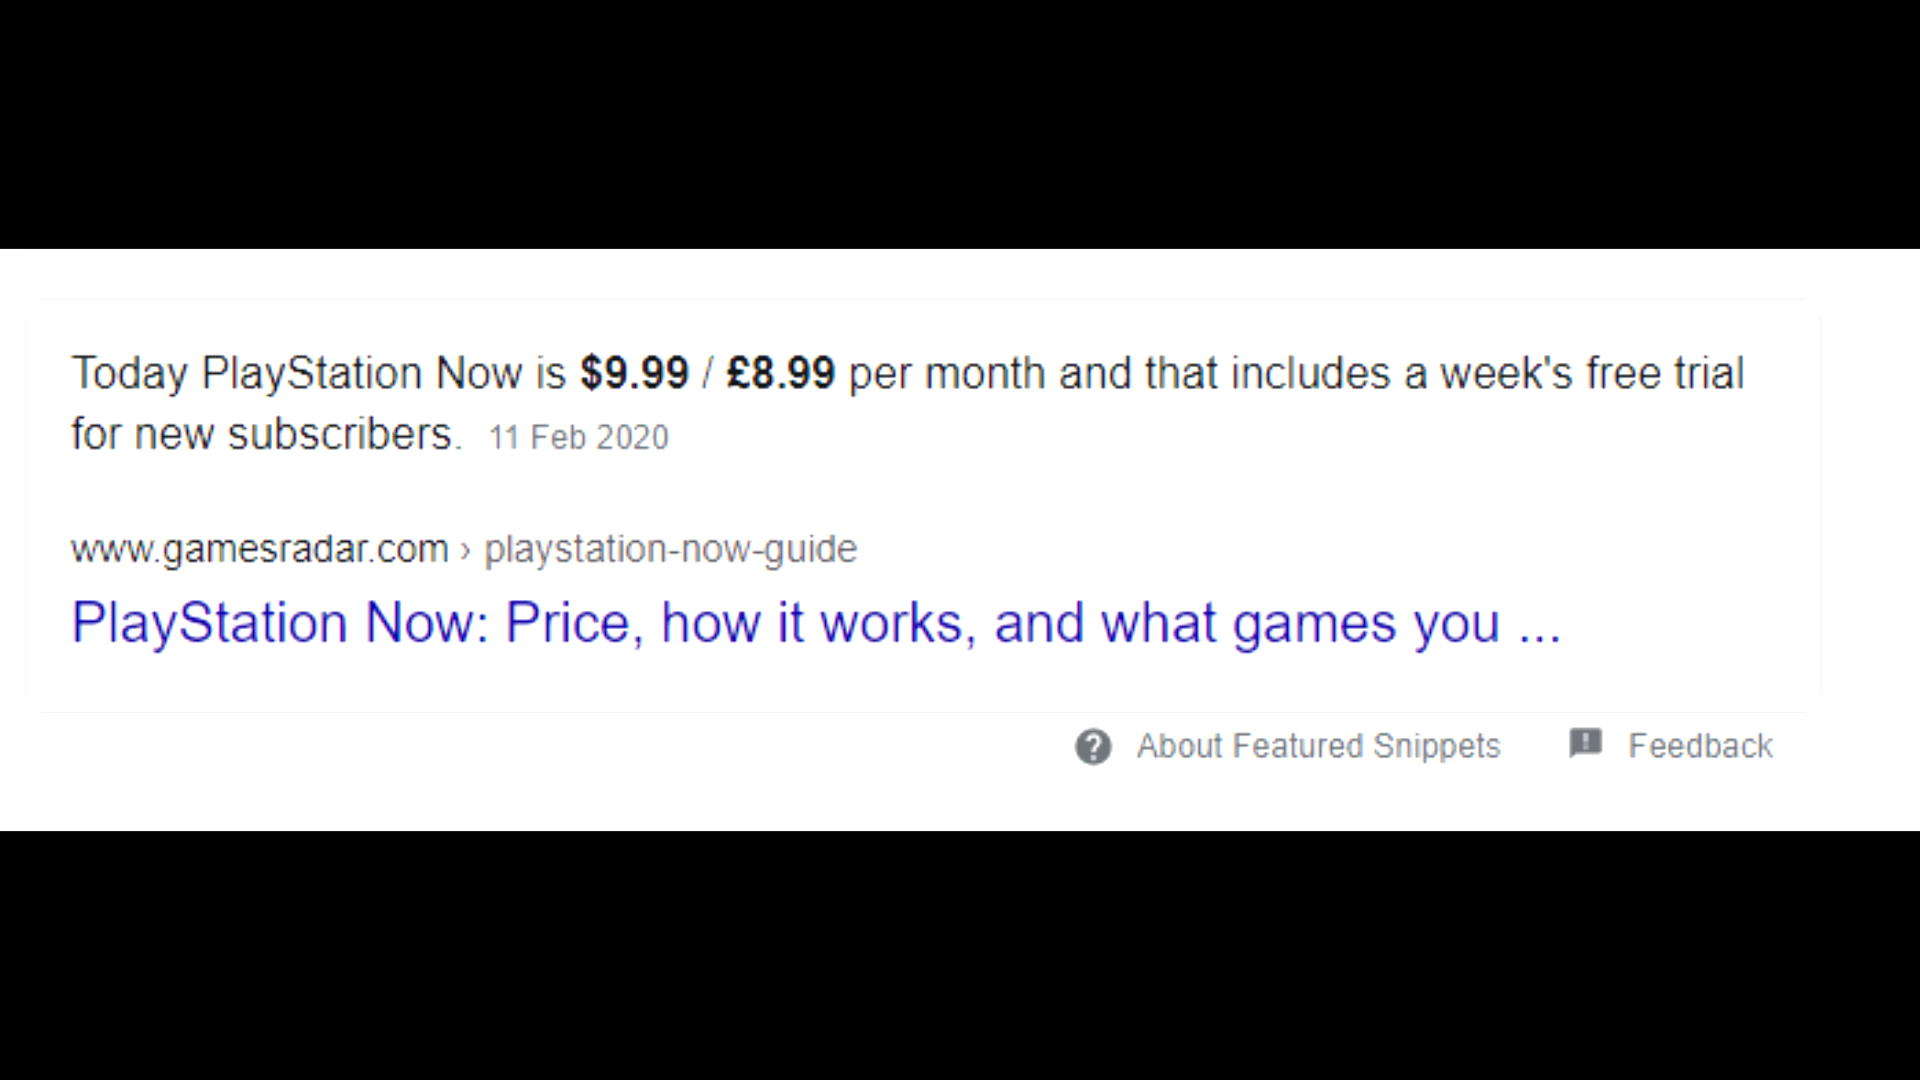 Today PlayStation Now is $9.99 / £8.99 per month and that includes a week's free trial
for new subscribers. 11 Feb 2020
www.gamesradar.com › playstation-now-guide
PlayStation Now: Price, how it works, and what games you ...
About Featured Snippets Feedback